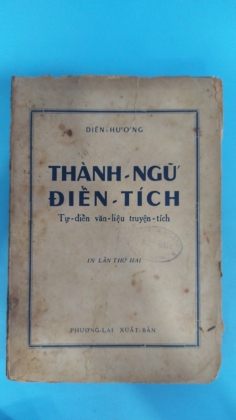 DIÊN-HƯƠNG
THÀNH-NGỮ
ĐIỂN-TÍCH
Tự-điển văn-liệu truyện-tích
IN LẦN THỨ HAI
PHƯƠNG-LAI XUẤT-BẢN